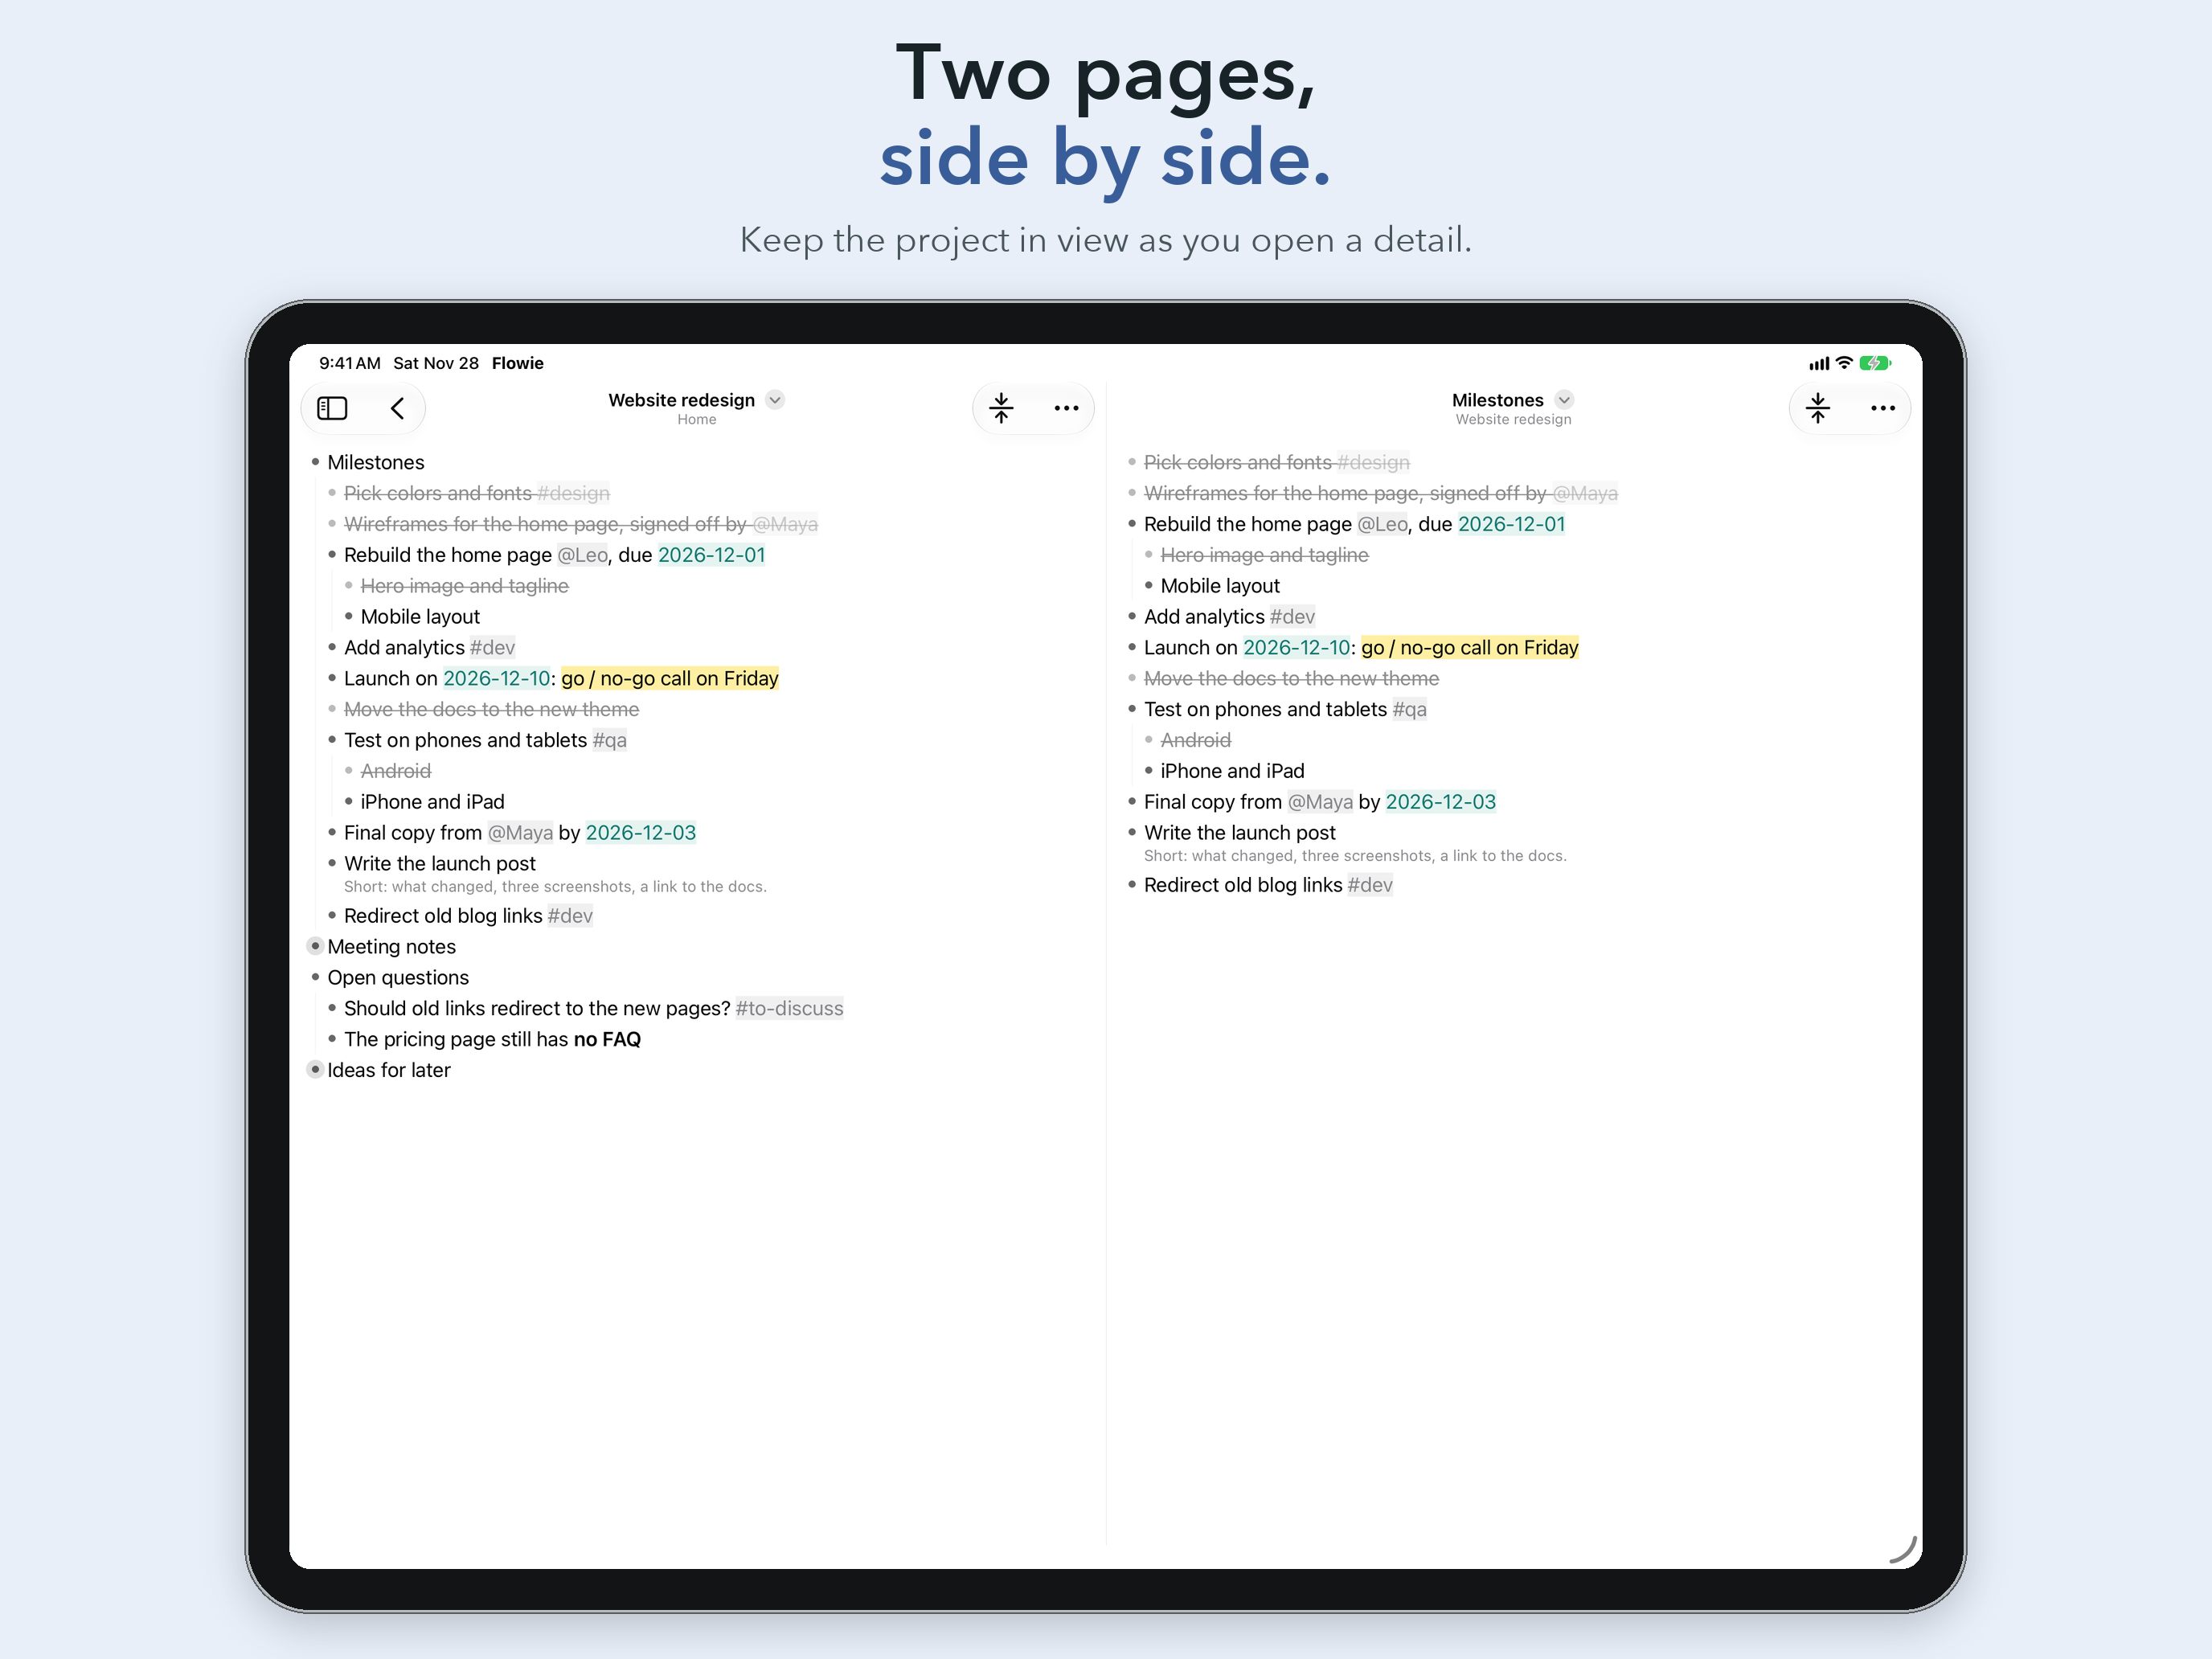 Two pages,
side by side.
Keep the project in view as you open a detail.
9:41 AM Sat Nov 28 Flowie
Website redesign
Home
Milestones
Pick colors and fonts #design
Wireframes for the home page, signed off by @Maya
Rebuild the home page @Leo, due 2026-12-01
Hero image and tagline
Mobile layout
Add analytics #dev
Launch on 2026-12-10: go / no-go call on Friday
Move the docs to the new theme
Test on phones and tablets #qa
Android
iPhone and iPad
Final copy from @Maya by 2026-12-03
Write the launch post
Short: what changed, three screenshots, a link to the docs.
Redirect old blog links #dev
Meeting notes
Open questions
Should old links redirect to the new pages? #to-discuss
The pricing page still has no FAQ
Ideas for later
Milestones
Website redesign
Pick colors and fonts #design
Wireframes for the home page, signed off by @Maya
Rebuild the home page @Leo, due 2026-12-01
Hero image and tagline
Mobile layout
Add analytics #dev
Launch on 2026-12-10: go / no-go call on Friday
Move the docs to the new theme
Test on phones and tablets #qa
Android
iPhone and iPad
Final copy from @Maya by 2026-12-03
Write the launch post
Short: what changed, three screenshots, a link to the docs.
Redirect old blog links #dev